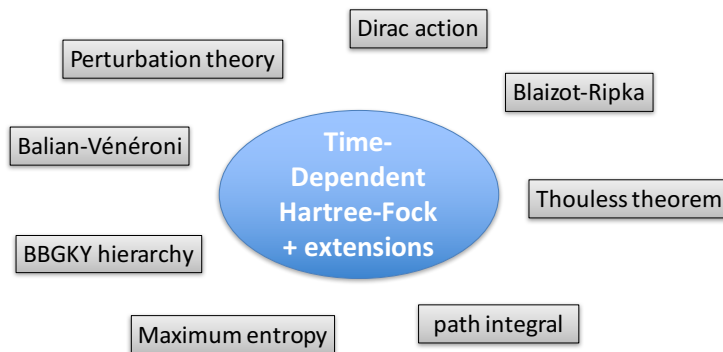 Dirac action
Perturbation theory
Blaizot-Ripka
Balian-Vénéroni
Time-
Dependent
Hartree-Fock
+ extensions
Thouless theorem
BBGKY hierarchy
path integral
Maximum entropy